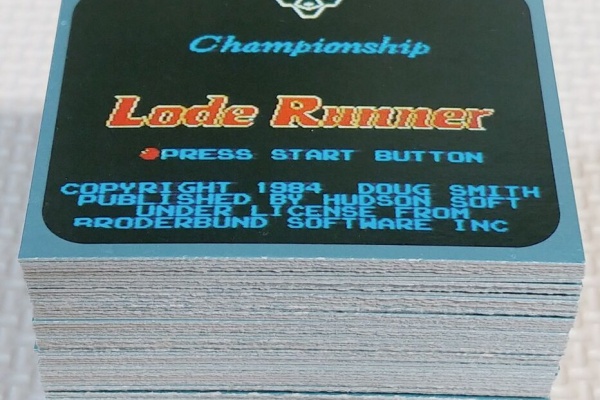 Championship
Lode Runner
PRESS START BUTTON
COPYRIGHT 1984 DOUG SMITH
PUBLISHED BY HUDSON SOFT
UNDER LICENSE FROM
BRODERBUND SOFTWARE INC